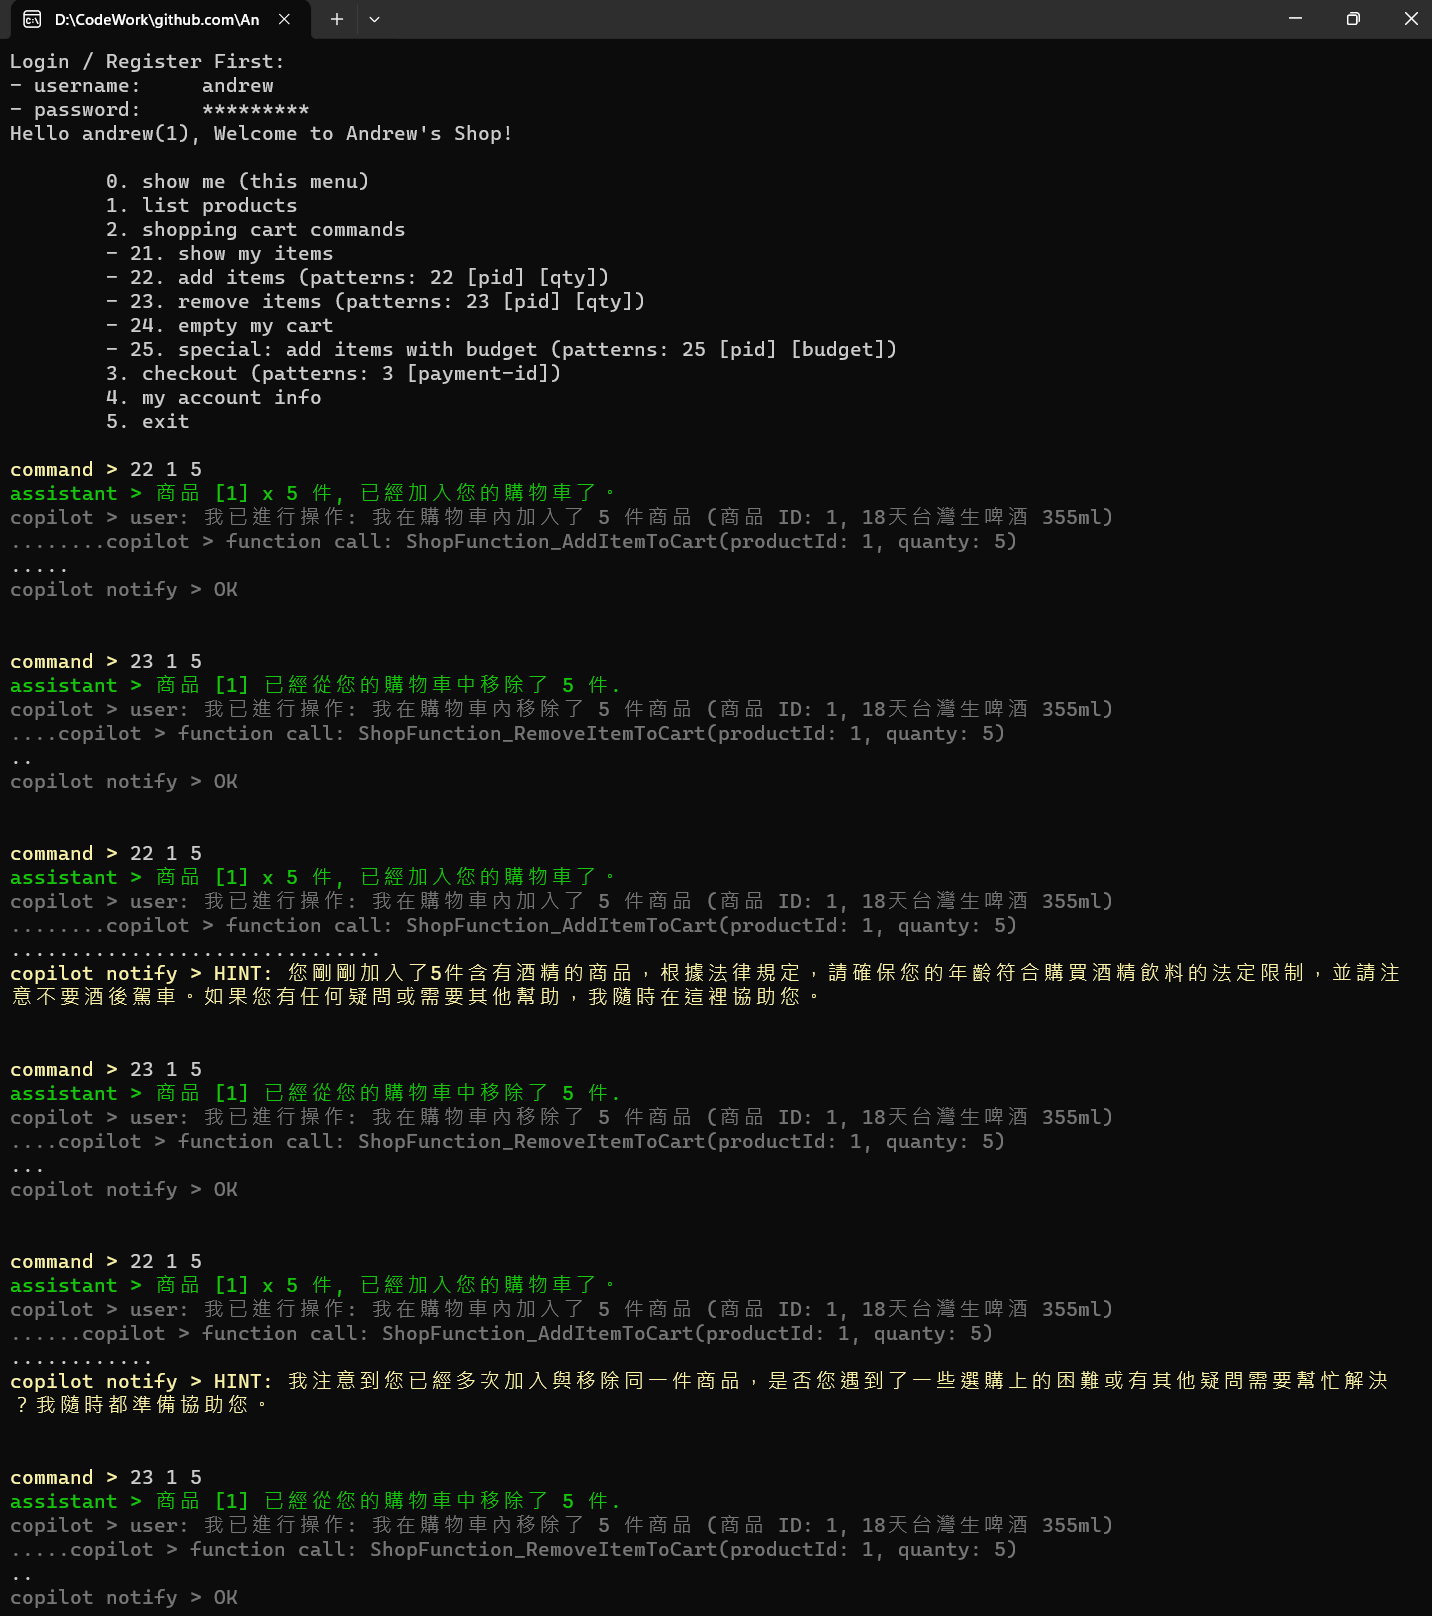 D:\CodeWork\github.com\An
Login / Register First:
- username:     andrew
- password:     *********
Hello andrew(1), Welcome to Andrew's Shop!
0. show me (this menu)
1. list products
2. shopping cart commands
- 21. show my items
- 22. add items (patterns: 22 [pid] [qty])
- 23. remove items (patterns: 23 [pid] [qty])
- 24. empty my cart
- 25. special: add items with budget (patterns: 25 [pid] [budget])
3. checkout (patterns: 3 [payment-id])
4. my account info
5. exit
command > 22 1 5
assistant > 商品 [1] x 5 件, 已經加入您的購物車了。
copilot > user: 我已進行操作: 我在購物車內加入了 5 件商品 (商品 ID: 1, 18天台灣生啤酒 355ml)
........copilot > function call: ShopFunction_AddItemToCart(productId: 1, quanty: 5)
.....
copilot notify > OK
command > 23 1 5
assistant > 商品 [1] 已經從您的購物車中移除了 5 件.
copilot > user: 我已進行操作: 我在購物車內移除了 5 件商品 (商品 ID: 1, 18天台灣生啤酒 355ml)
....copilot > function call: ShopFunction_RemoveItemToCart(productId: 1, quanty: 5)
..
copilot notify > OK
command > 22 1 5
assistant > 商品 [1] x 5 件, 已經加入您的購物車了。
copilot > user: 我已進行操作: 我在購物車內加入了 5 件商品 (商品 ID: 1, 18天台灣生啤酒 355ml)
........copilot > function call: ShopFunction_AddItemToCart(productId: 1, quanty: 5)
...............................
copilot notify > HINT: 您剛剛加入了5件含有酒精的商品，根據法律規定，請確保您的年齡符合購買酒精飲料的法定限制，並請注
意不要酒後駕車。如果您有任何疑問或需要其他幫助，我隨時在這裡協助您。
command > 23 1 5
assistant > 商品 [1] 已經從您的購物車中移除了 5 件.
copilot > user: 我已進行操作: 我在購物車內移除了 5 件商品 (商品 ID: 1, 18天台灣生啤酒 355ml)
....copilot > function call: ShopFunction_RemoveItemToCart(productId: 1, quanty: 5)
...
copilot notify > OK
command > 22 1 5
assistant > 商品 [1] x 5 件, 已經加入您的購物車了。
copilot > user: 我已進行操作: 我在購物車內加入了 5 件商品 (商品 ID: 1, 18天台灣生啤酒 355ml)
......copilot > function call: ShopFunction_AddItemToCart(productId: 1, quanty: 5)
............
copilot notify > HINT: 我注意到您已經多次加入與移除同一件商品，是否您遇到了一些選購上的困難或有其他疑問需要幫忙解決
？我隨時都準備協助您。
command > 23 1 5
assistant > 商品 [1] 已經從您的購物車中移除了 5 件.
copilot > user: 我已進行操作: 我在購物車內移除了 5 件商品 (商品 ID: 1, 18天台灣生啤酒 355ml)
.....copilot > function call: ShopFunction_RemoveItemToCart(productId: 1, quanty: 5)
..
copilot notify > OK